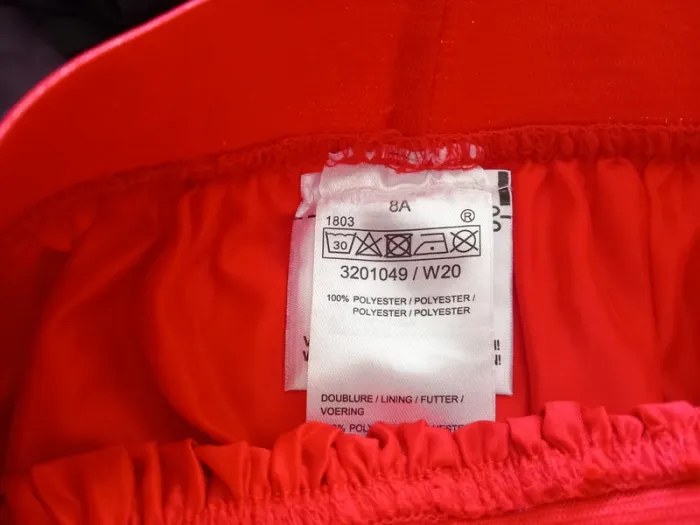 8A
1803
®
30
3201049 / W20
100% POLYESTER / POLYESTER /
POLYESTER / POLYESTER
DOUBLURE / LINING / FUTTER /
VOERING